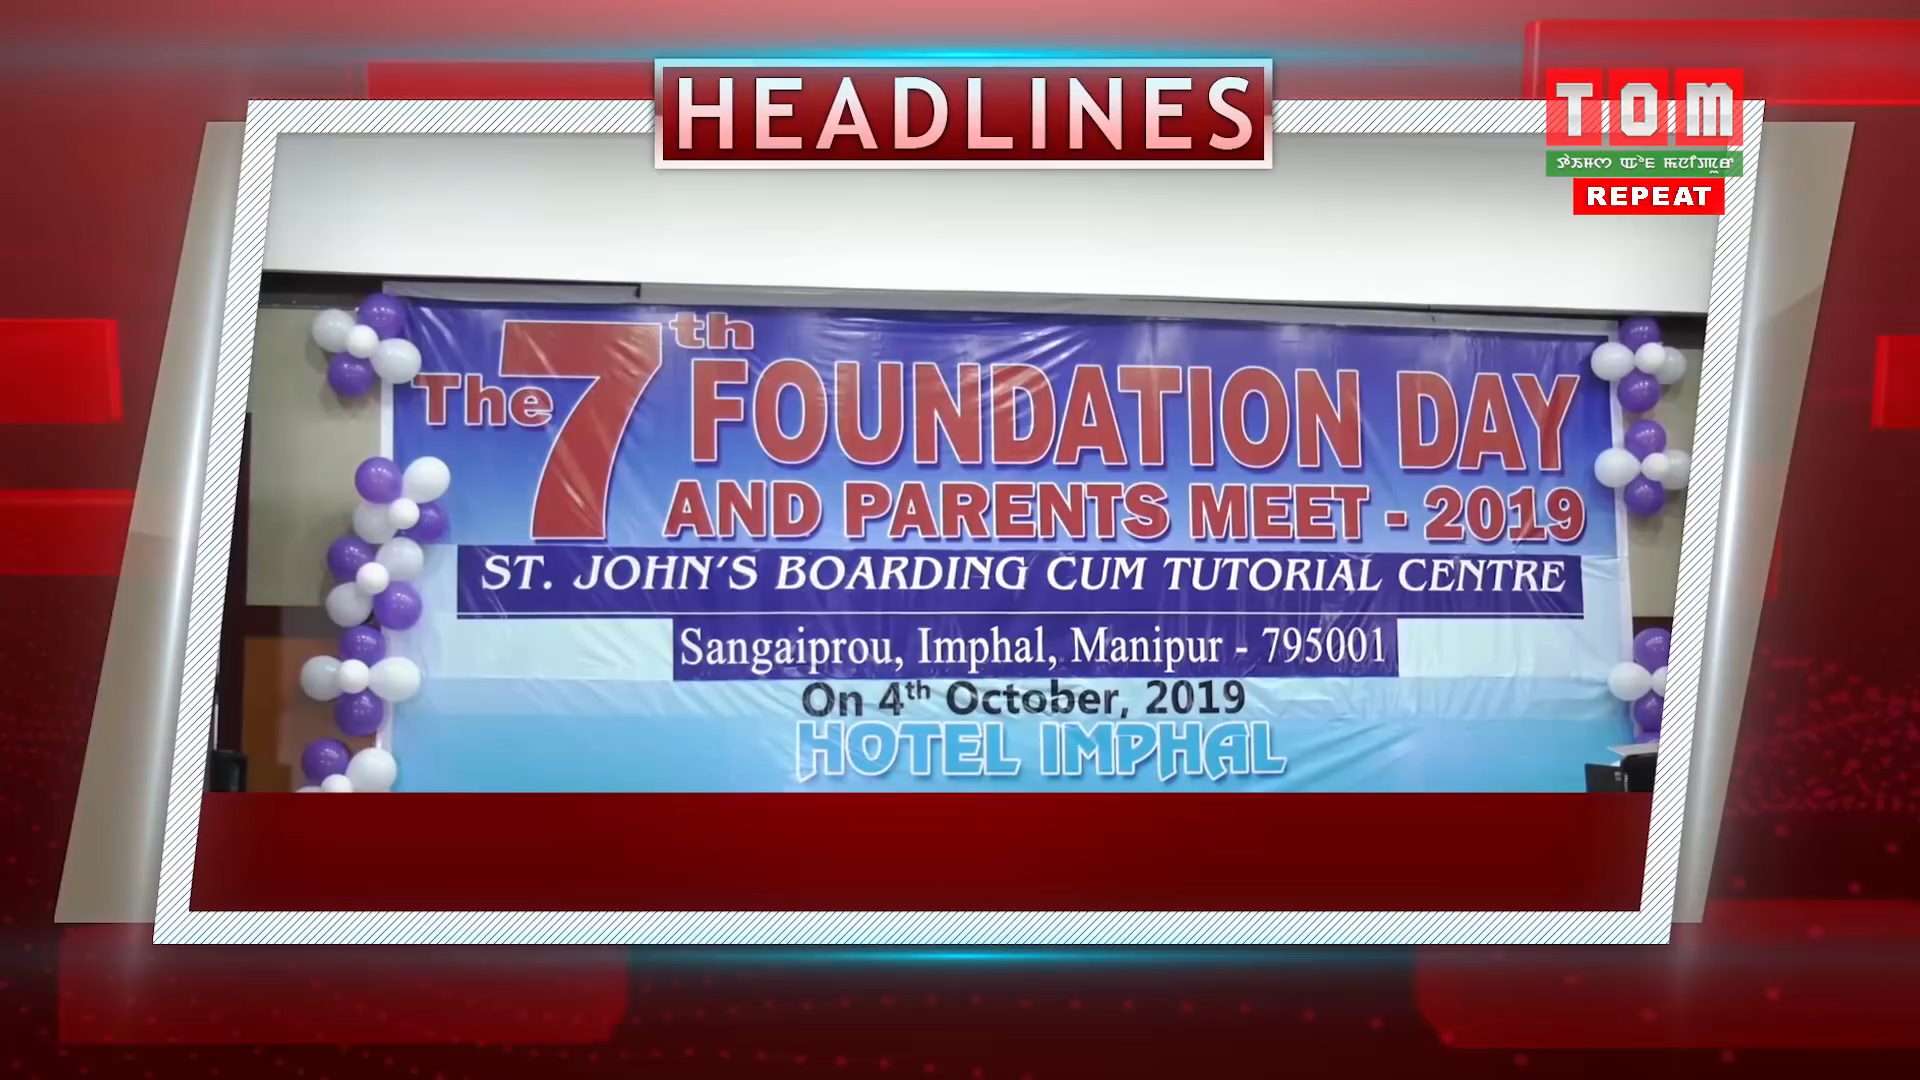 HEADLINES
TOM
REPEAT
The 7th FOUNDATION DAY
AND PARENTS MEET - 2019
ST. JOHN'S BOARDING CUM TUTORIAL CENTRE
Sangaiprou, Imphal, Manipur - 795001
On 4th October, 2019
HOTEL IMPHAL